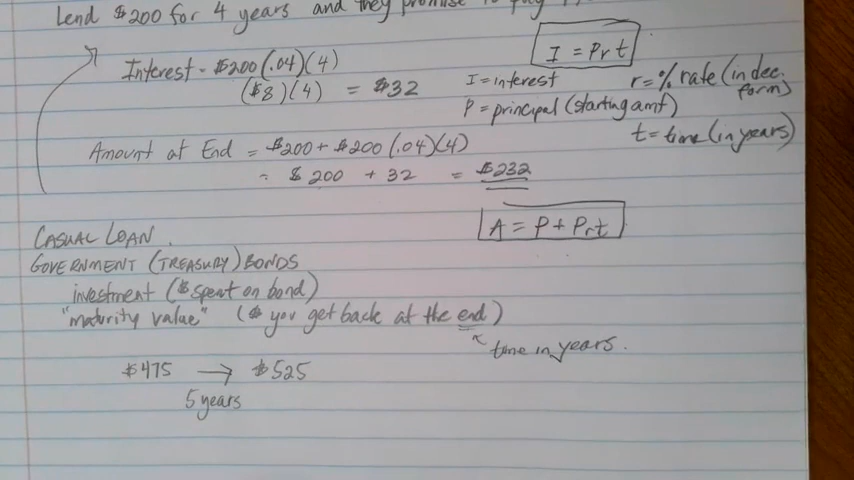 Lend $200 for 4 years and they promise to pay
I = Prt
Interest = $200(.04)(4)
($8)(4) = $32
I = interest
r = % rate (in dec. form)
P = principal (starting amt)
t = time (in years)
Amount at End = $200 + $200 (.04)(4)
= $200 + 32 = $232
A = P + Prt
CASUAL LOAN.
GOVERNMENT (TREASURY) BONDS
investment ($ spent on bond)
"maturity value" ($ you get back at the end)
time in years.
$475 → $525
5 years